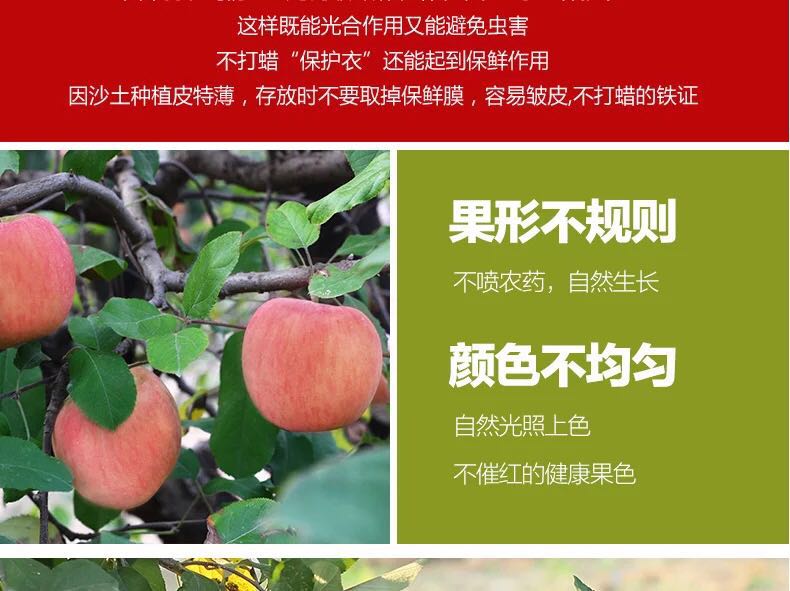 这样既能光合作用又能避免虫害
不打蜡“保护衣”还能起到保鲜作用
因沙土种植皮特薄，存放时不要取掉保鲜膜，容易皱皮,不打蜡的铁证
果形不规则
不喷农药，自然生长
颜色不均匀
自然光照上色
不催红的健康果色